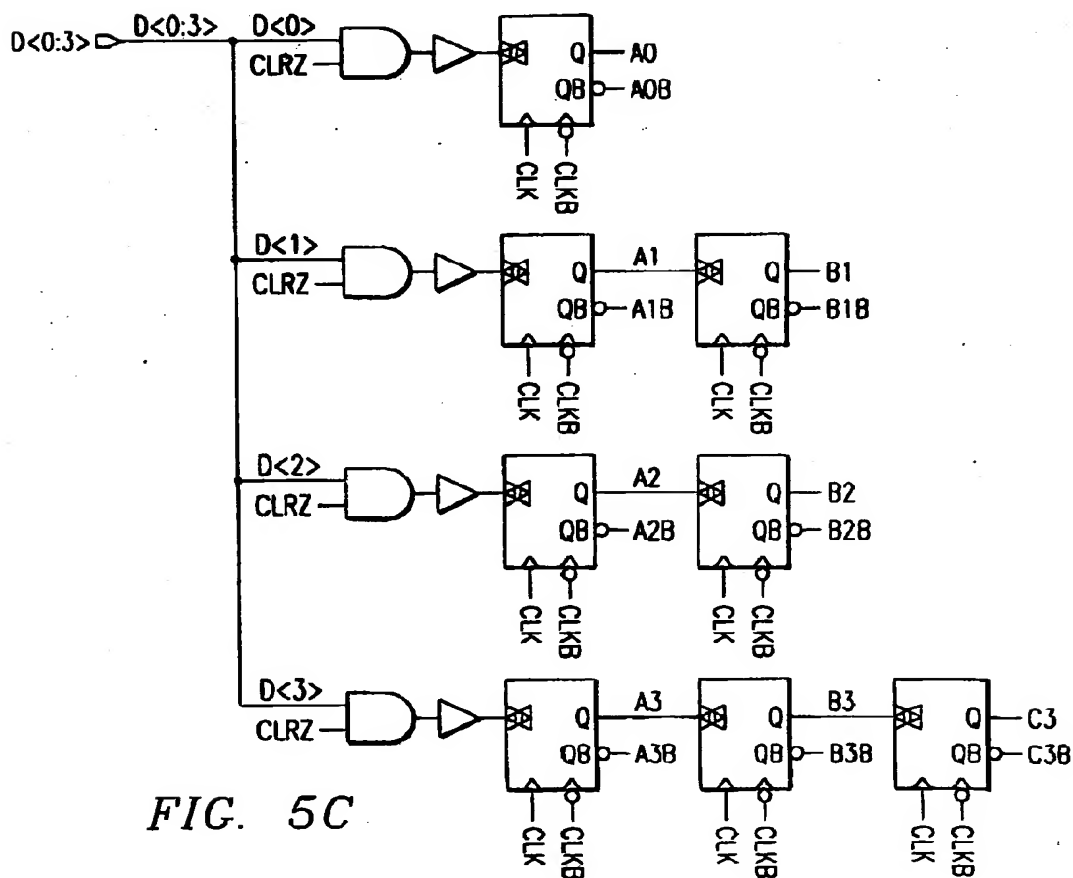 D<0:3> D<0:3> D<0>
CLRZ
Q A0
QB A0B
CLK CLKB
D<1>
CLRZ
Q A1 Q B1
QB A1B QB B1B
CLK CLKB CLK CLKB
D<2>
CLRZ
Q A2 Q B2
QB A2B QB B2B
CLK CLKB CLK CLKB
D<3>
CLRZ
Q A3 Q B3 Q C3
QB A3B QB B3B QB C3B
CLK CLKB CLK CLKB CLK CLKB
FIG. 5C